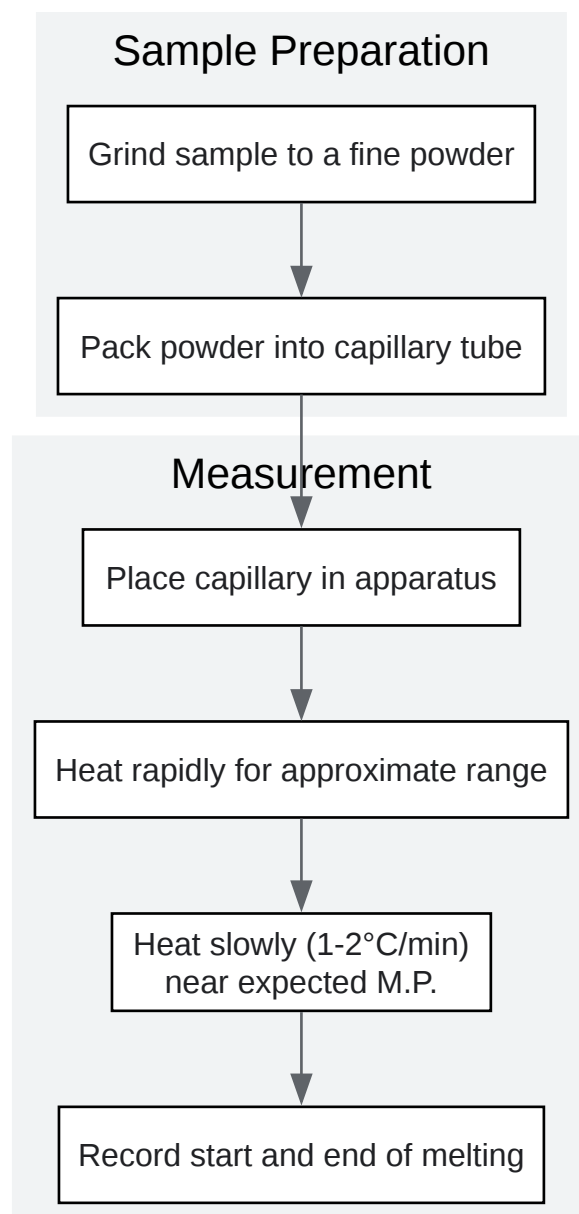 Sample Preparation
Grind sample to a fine powder
Pack powder into capillary tube
Measurement
Place capillary in apparatus
Heat rapidly for approximate range
Heat slowly (1-2°C/min)
near expected M.P.
Record start and end of melting